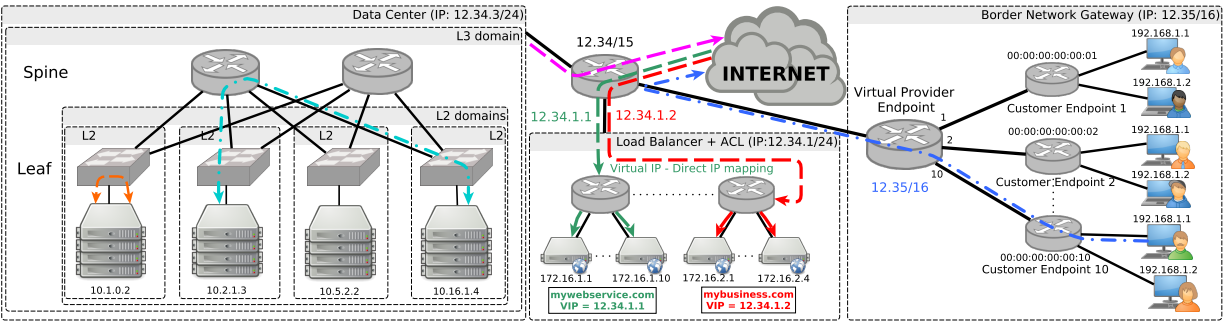 Data Center (IP: 12.34.3/24)
L3 domain
Spine
L2 domains
L2
L2
L2
L2
Leaf
10.1.0.2
10.2.1.3
10.5.2.2
10.16.1.4
12.34/15
INTERNET
12.34.1.1
12.34.1.2
Load Balancer + ACL (IP:12.34.1/24)
Virtual IP - Direct IP mapping
172.16.1.1
172.16.1.10
172.16.2.1
172.16.2.4
mywebservice.com
VIP = 12.34.1.1
mybusiness.com
VIP = 12.34.1.2
Border Network Gateway (IP: 12.35/16)
Virtual Provider
Endpoint
1
2
10
12.35/16
00:00:00:00:00:01
Customer Endpoint 1
192.168.1.1
192.168.1.2
00:00:00:00:00:02
Customer Endpoint 2
192.168.1.1
192.168.1.2
00:00:00:00:00:10
Customer Endpoint 10
192.168.1.1
192.168.1.2